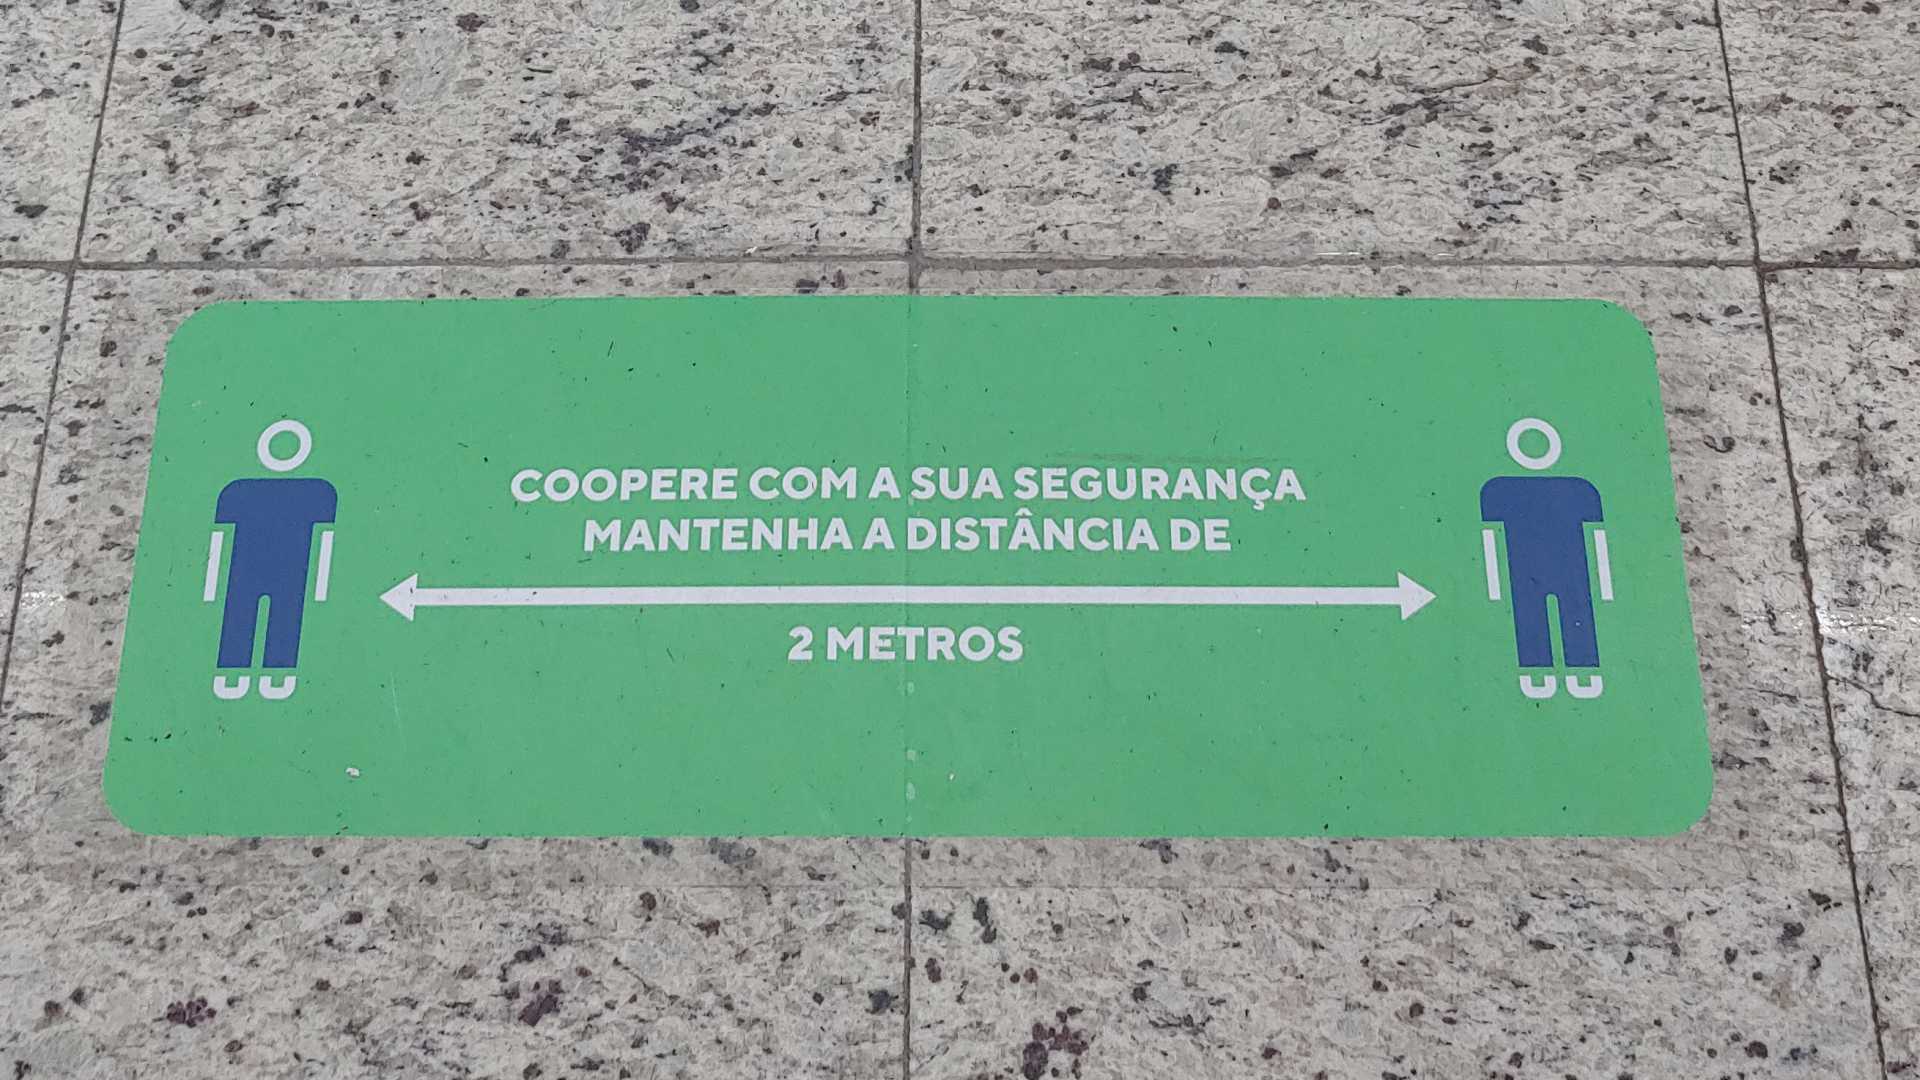 COOPERE COM A SUA SEGURANÇA
MANTENHA A DISTÂNCIA DE
2 METROS